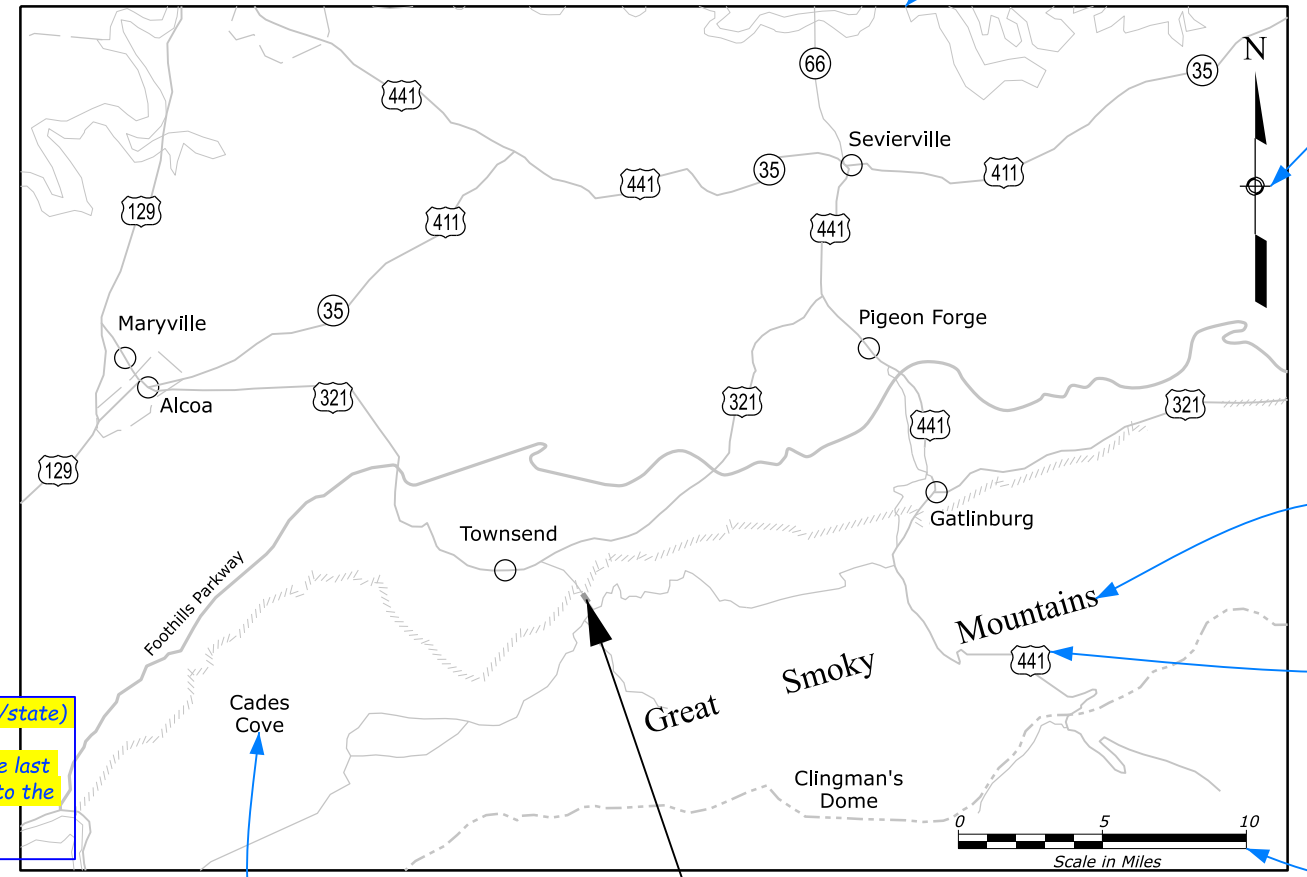 66
N
35
441
Sevierville
35
441
411
129
411
441
35
Maryville
Pigeon Forge
Alcoa
321
321
321
441
129
Gatlinburg
Townsend
Foothills Parkway
Mountains
441
Smoky
Great
/state)
Cades
Cove
e last
to the
Clingman's
Dome
0 5 10
Scale in Miles